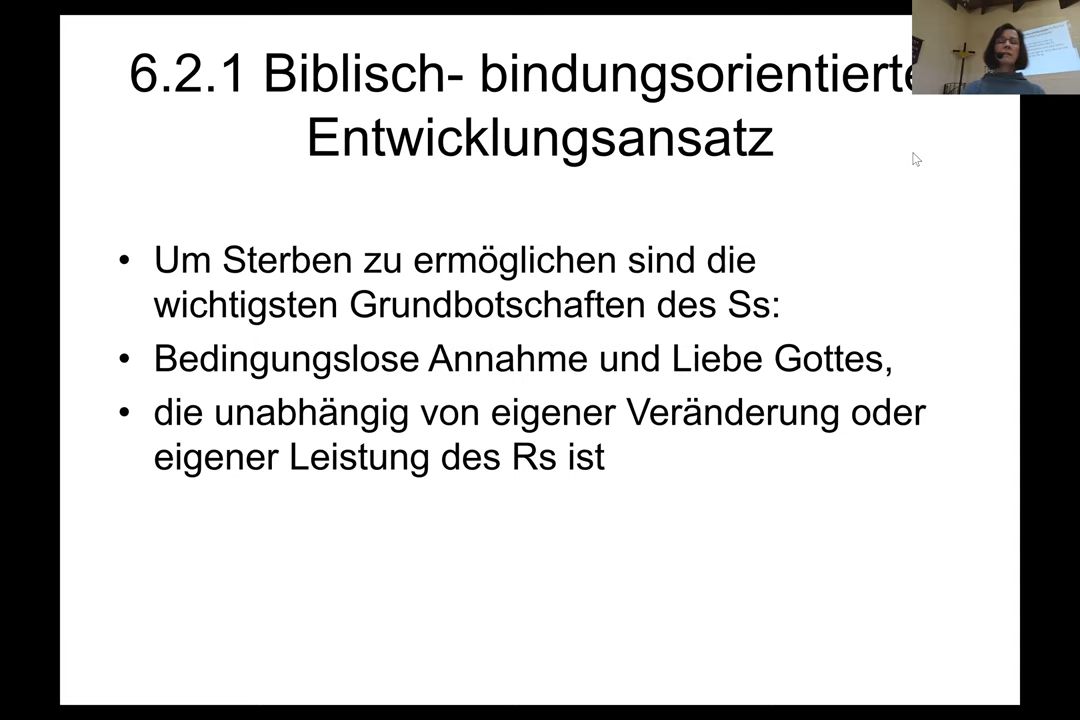 6.2.1 Biblisch- bindungsorientierte
Entwicklungsansatz
• Um Sterben zu ermöglichen sind die
wichtigsten Grundbotschaften des Ss:
• Bedingungslose Annahme und Liebe Gottes,
• die unabhängig von eigener Veränderung oder
eigener Leistung des Rs ist